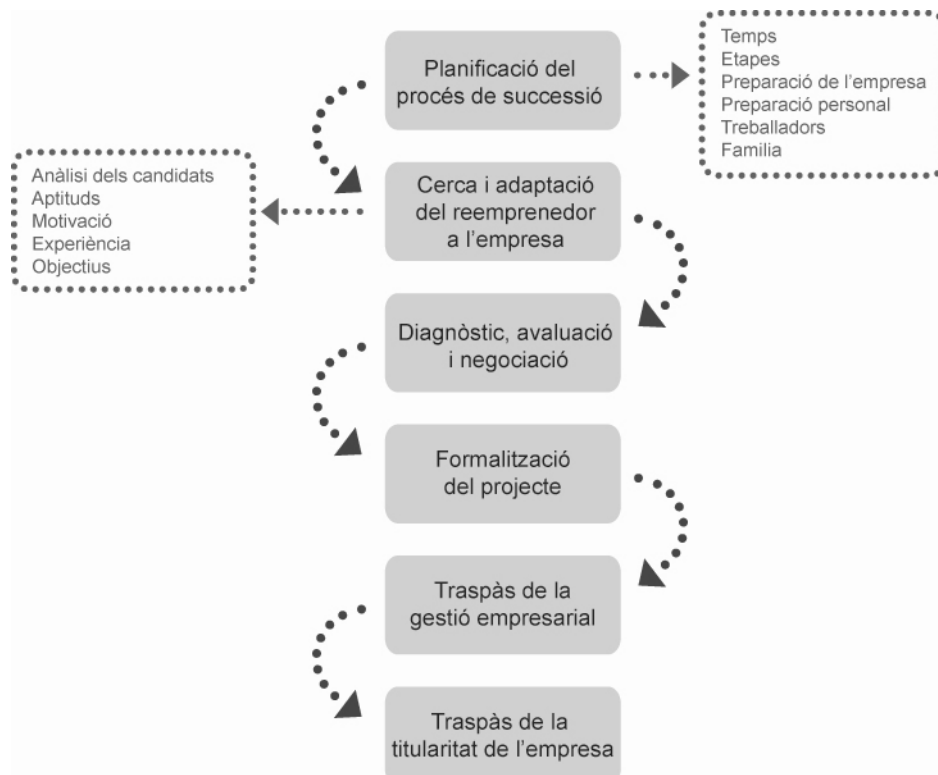 Planificació del
procés de successió
Temps
Etapes
Preparació de l'empresa
Preparació personal
Treballadors
Familia
Cerca i adaptació
del reemprenedor
a l'empresa
Anàlisi dels candidats
Aptituds
Motivació
Experiència
Objectius
Diagnòstic, avaluació
i negociació
Formalització
del projecte
Traspàs de la
gestió empresarial
Traspàs de la
titularitat de l'empresa